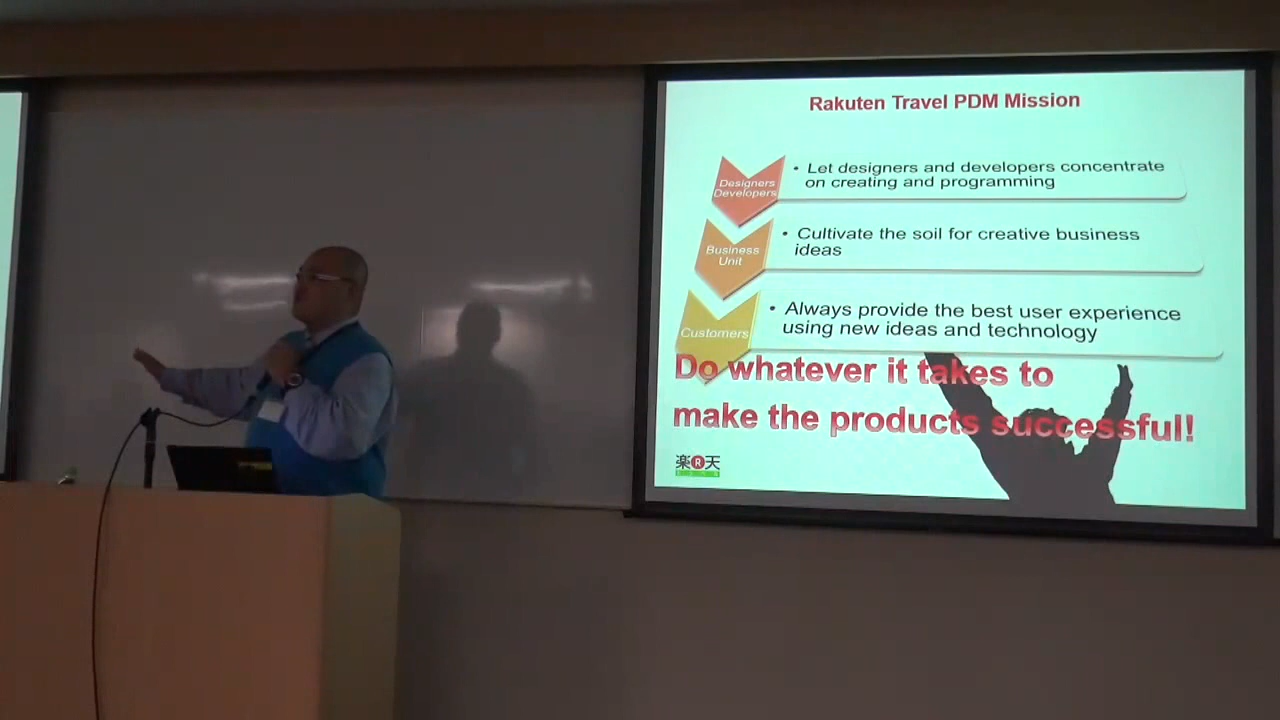 Rakuten Travel PDM Mission
Designers
Developers
• Let designers and developers concentrate
on creating and programming
Business
Unit
• Cultivate the soil for creative business
ideas
Customers
• Always provide the best user experience
using new ideas and technology
Do whatever it takes to
make the products successful!
楽R天